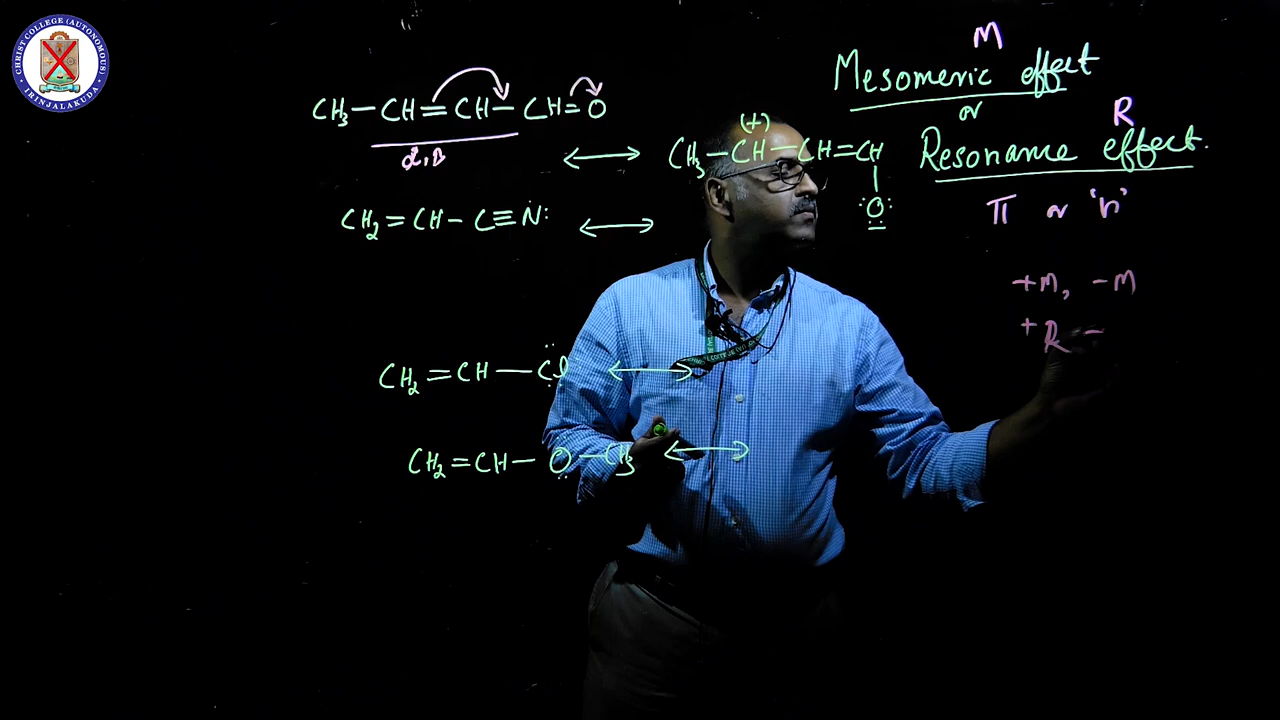 CHRIST COLLEGE (AUTONOMOUS)
IRINJALAKUDA
M
Mesomeric effect
or
R
Resonance effect.
π or 'n'
+M, -M
+R -
CH₃—CH=CH—CH=O
α,β
↔ CH₃—CH—CH=CH
(+)
:O:
CH₂=CH—C≡N: ↔
CH₂=CH—Cl ↔
CH₂=CH—O—CH₃ ↔